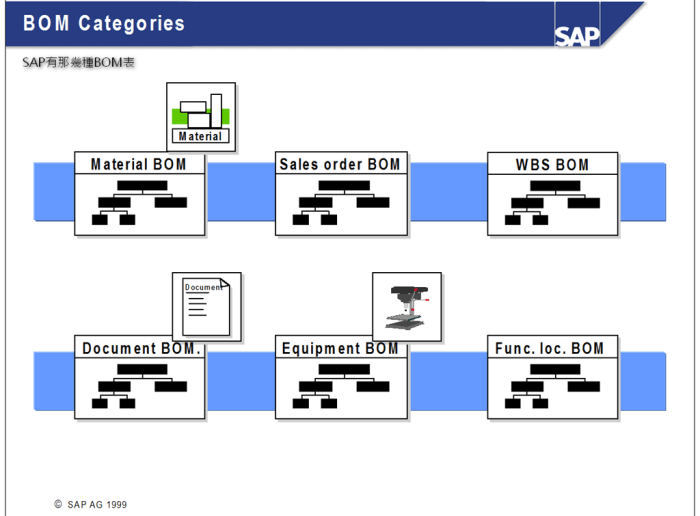 BOM Categories
SAP
SAP有那幾種BOM表
Material
Material BOM
Sales order BOM
WBS BOM
Document
Document BOM.
Equipment BOM
Func. loc. BOM
© SAP AG 1999